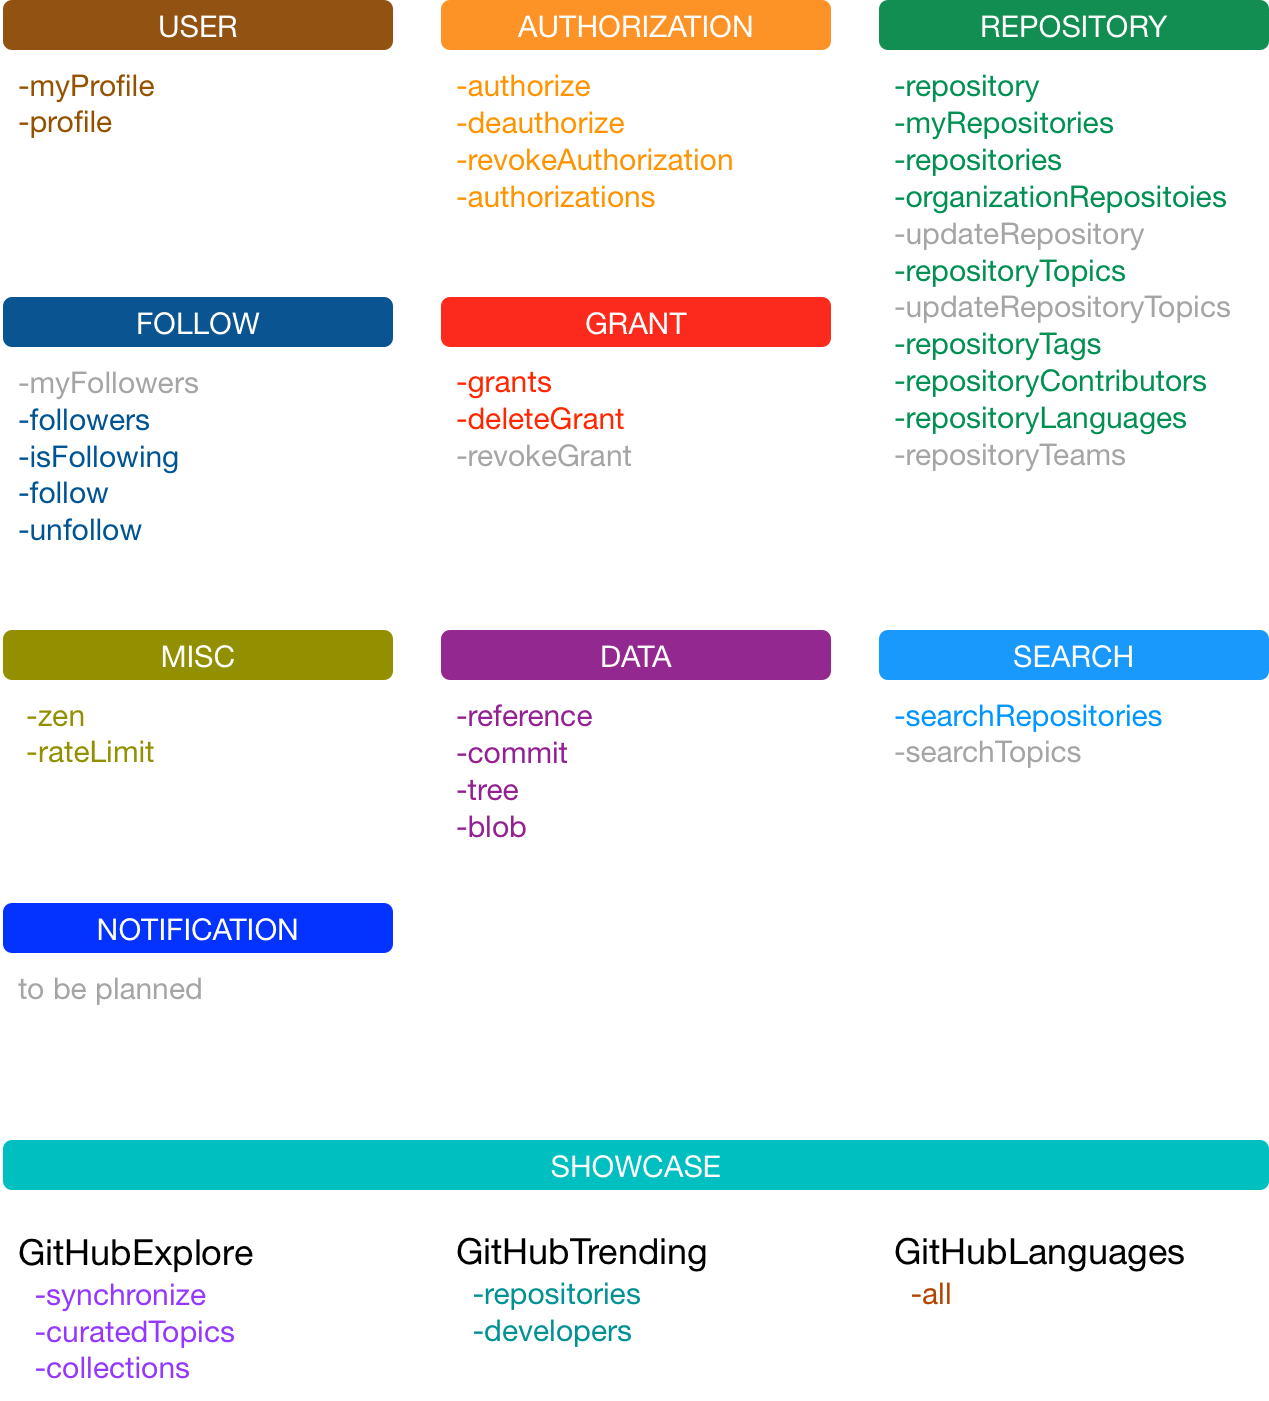 USER
-myProfile
-profile
AUTHORIZATION
-authorize
-deauthorize
-revokeAuthorization
-authorizations
REPOSITORY
-repository
-myRepositories
-repositories
-organizationRepositoies
-updateRepository
-repositoryTopics
-updateRepositoryTopics
-repositoryTags
-repositoryContributors
-repositoryLanguages
-repositoryTeams
FOLLOW
-myFollowers
-followers
-isFollowing
-follow
-unfollow
GRANT
-grants
-deleteGrant
-revokeGrant
MISC
-zen
-rateLimit
DATA
-reference
-commit
-tree
-blob
SEARCH
-searchRepositories
-searchTopics
NOTIFICATION
to be planned
SHOWCASE
GitHubExplore
-synchronize
-curatedTopics
-collections
GitHubTrending
-repositories
-developers
GitHubLanguages
-all